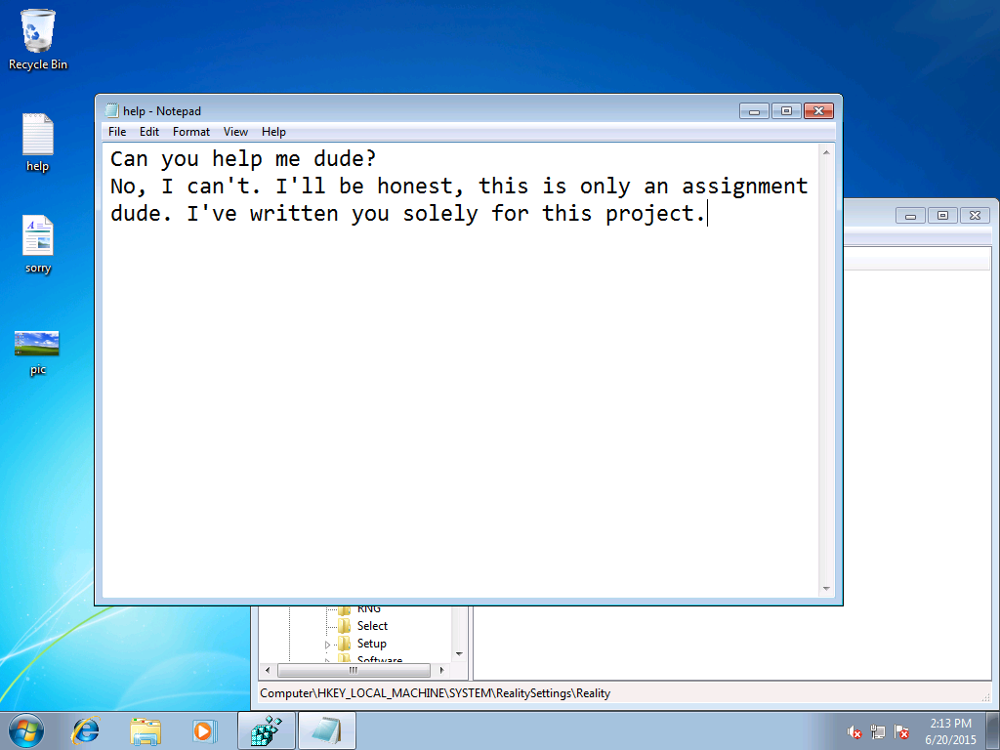 Recycle Bin
help
sorry
pic
help - Notepad
File Edit Format View Help
Can you help me dude?
No, I can't. I'll be honest, this is only an assignment
dude. I've written you solely for this project.
RNG
Select
Setup
Software
Computer\HKEY_LOCAL_MACHINE\SYSTEM\RealitySettings\Reality
2:13 PM
6/20/2015